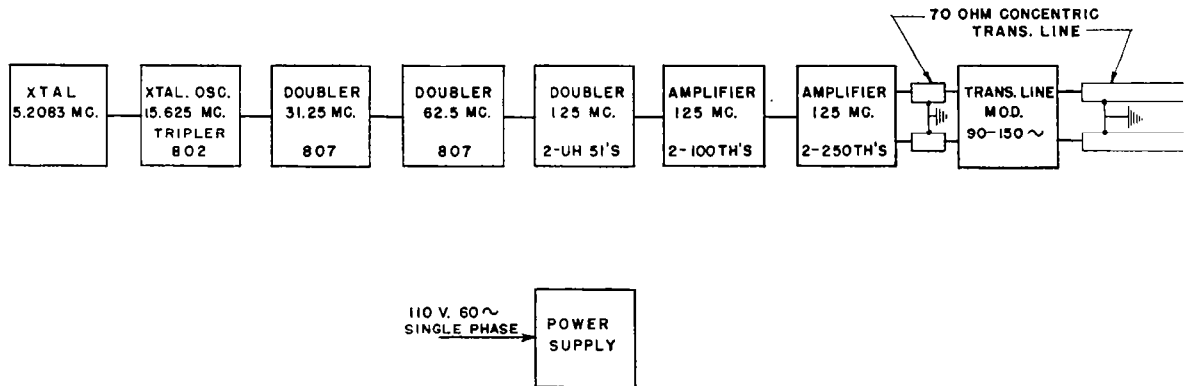 70 OHM CONCENTRIC
TRANS. LINE
XTAL
5.2083 MC.
XTAL. OSC.
15.625 MC.
TRIPLER
802
DOUBLER
31.25 MC.
807
DOUBLER
62.5 MC.
807
DOUBLER
125 MC.
2-UH 51'S
AMPLIFIER
125 MC.
2-100TH'S
AMPLIFIER
125 MC.
2-250TH'S
TRANS. LINE
MOD.
90-150~
110 V. 60~
SINGLE PHASE
POWER
SUPPLY